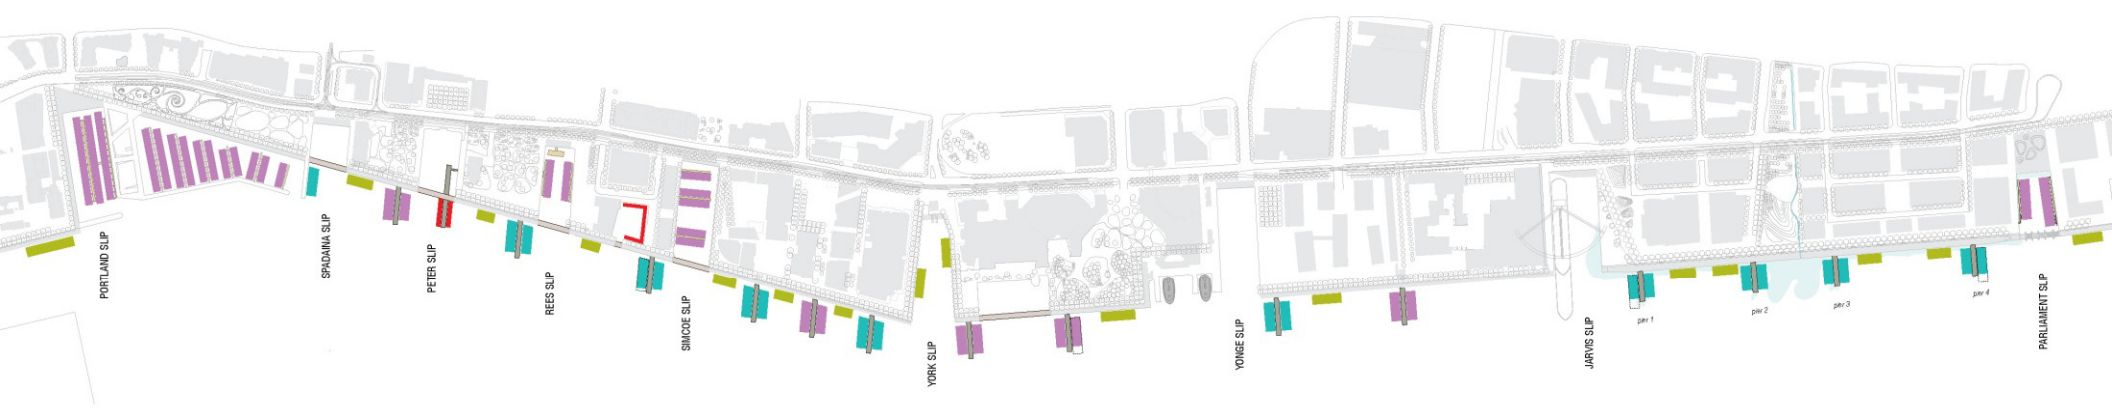 PORTLAND SLIP
SPADAINA SLIP
PETER SLIP
REES SLIP
SIMCOE SLIP
YORK SLIP
YONGE SLIP
JARVIS SLIP
pier 1
pier 2
pier 3
pier 4
PARLIAMENT SLIP